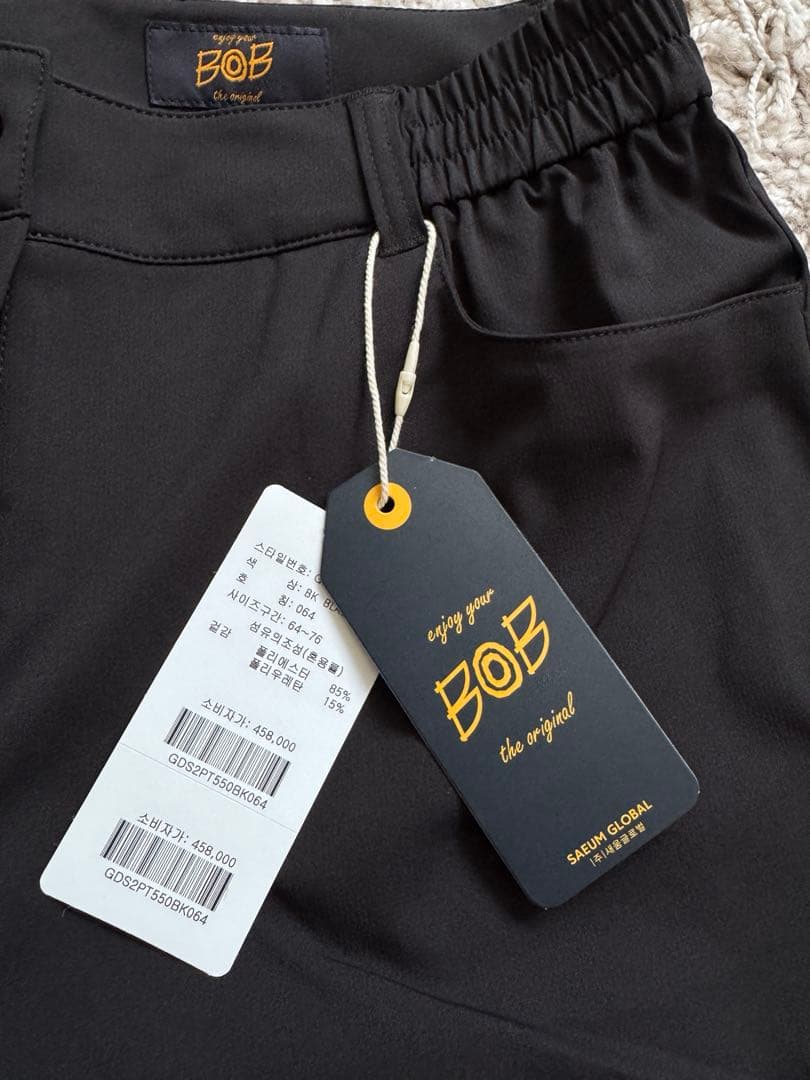 enjoy your
BOB
the original
스타일번호: G
색 상: BK BLA
호 칭: 064
사이즈구간: 64~76
겉감 섬유의조성(혼용률)
폴리에스터 85%
폴리우레탄 15%
소비자가: 458,000
GDS2PT550BK064
소비자가: 458,000
GDS2PT550BK064
enjoy your
BOB
the original
SAEUM GLOBAL
(주)새움글로벌